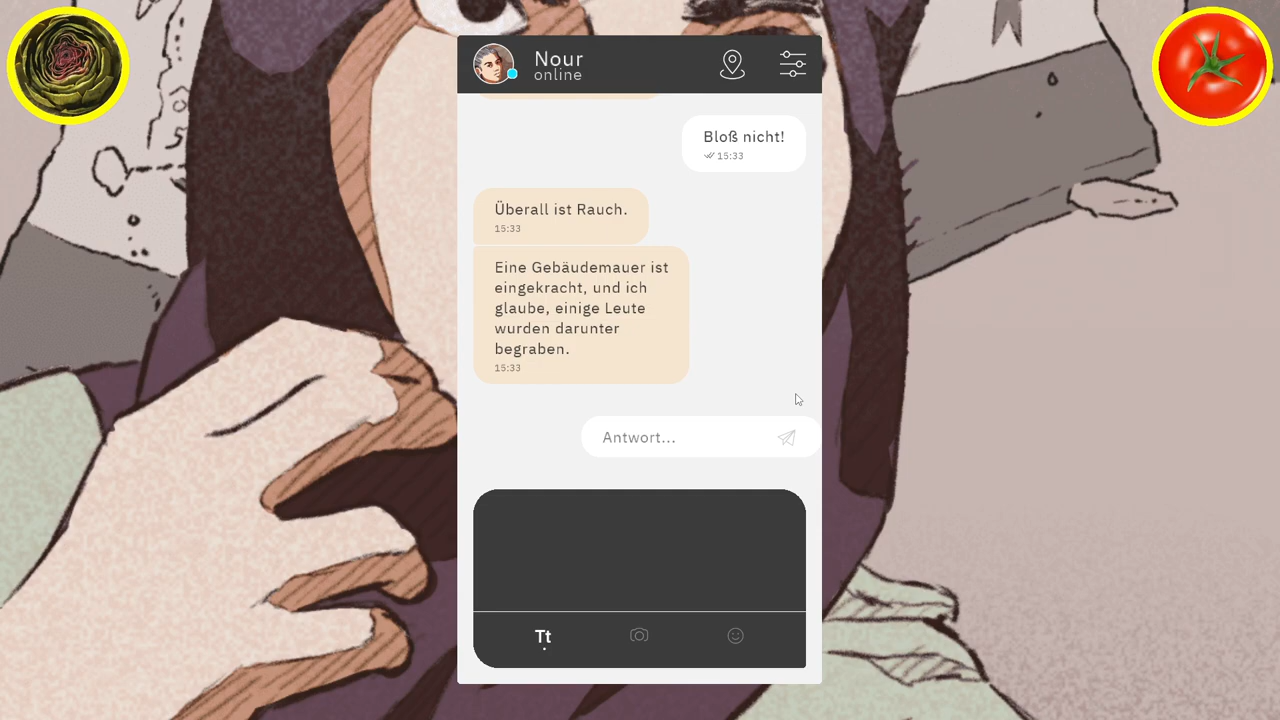 Nour
online
Bloß nicht!
15:33
Überall ist Rauch.
15:33
Eine Gebäudemauer ist
eingekracht, und ich
glaube, einige Leute
wurden darunter
begraben.
15:33
Antwort...
Tt